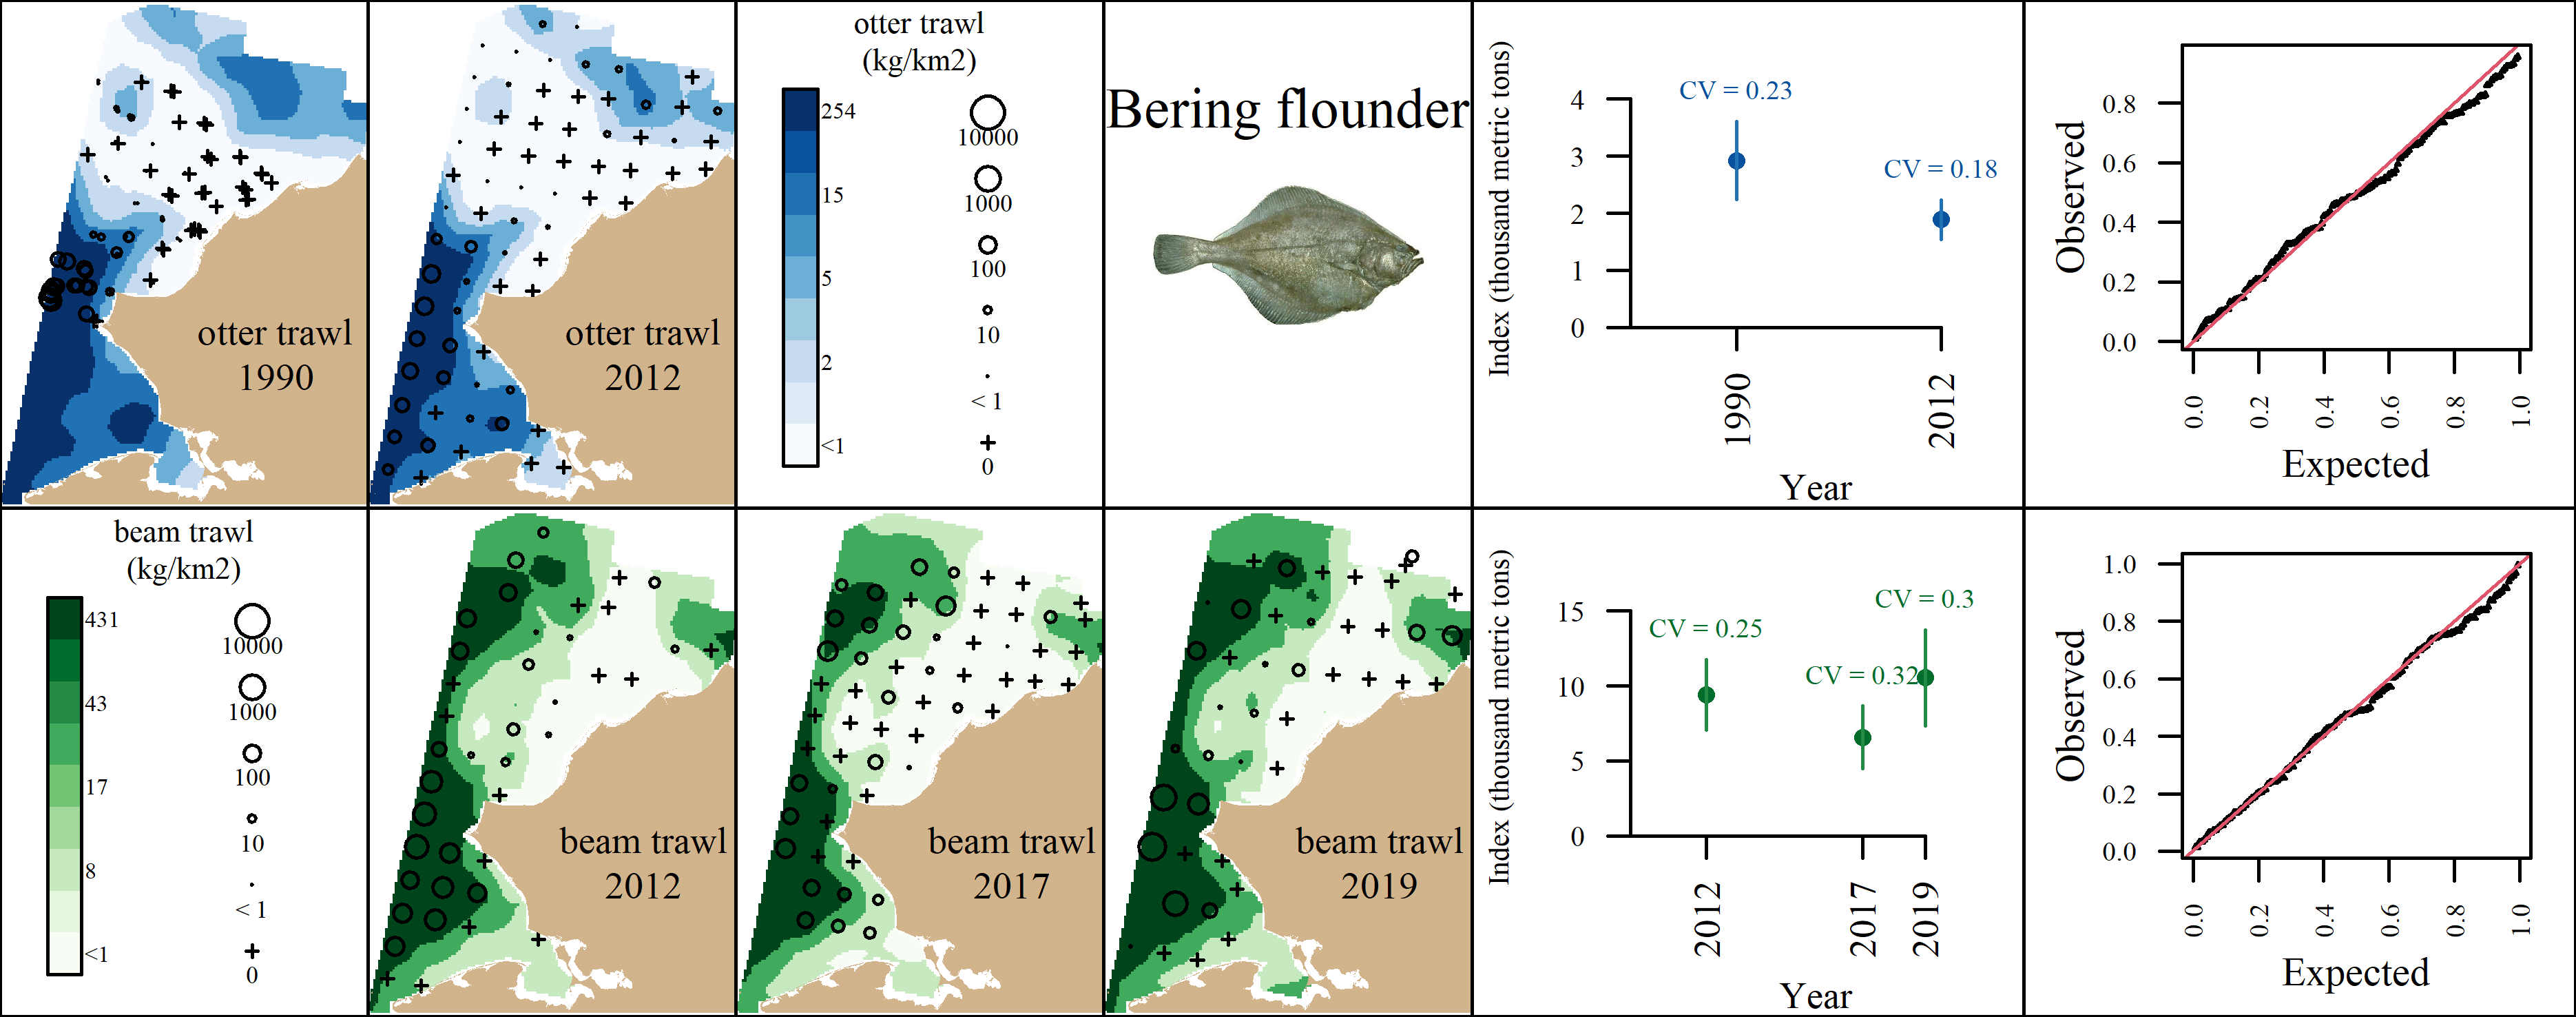 otter trawl
1990
otter trawl
2012
otter trawl
(kg/km2)
254
15
5
2
<1
10000
1000
100
10
< 1
0
Bering flounder
Index (thousand metric tons)
4
3
2
1
0
CV = 0.23
CV = 0.18
1990
2012
Year
Observed
0.8
0.6
0.4
0.2
0.0
0.0
0.2
0.4
0.6
0.8
1.0
Expected
beam trawl
(kg/km2)
431
43
17
8
<1
10000
1000
100
10
< 1
0
beam trawl
2012
beam trawl
2017
beam trawl
2019
Index (thousand metric tons)
15
10
5
0
CV = 0.25
CV = 0.32
CV = 0.3
2012
2017
2019
Year
Observed
1.0
0.8
0.6
0.4
0.2
0.0
0.0
0.2
0.4
0.6
0.8
1.0
Expected